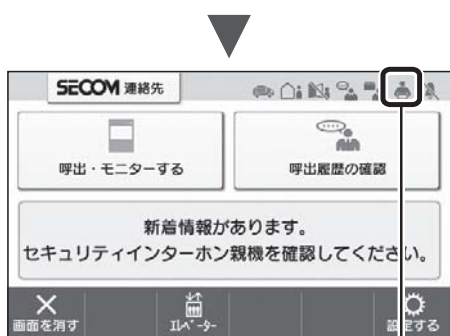 SECOM 連絡先
呼出・モニターする
呼出履歴の確認
新着情報があります。
セキュリティインターホン親機を確認してください。
画面を消す
ｴﾚﾍﾞｰﾀｰ
設定する